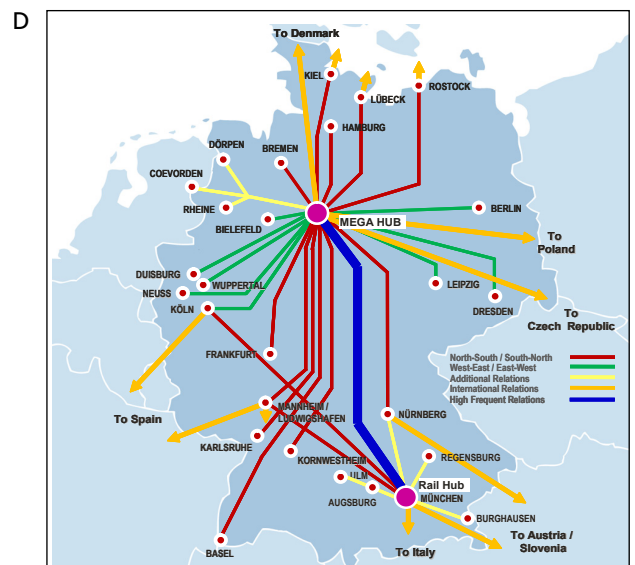 D
To Denmark
KIEL
ROSTOCK
LÜBECK
HAMBURG
DÖRPEN
BREMEN
COEVORDEN
RHEINE
BERLIN
BIELEFELD
MEGA HUB
To
Poland
DUISBURG
WUPPERTAL
LEIPZIG
NEUSS
KÖLN
DRESDEN
To
Czech Republic
FRANKFURT
North-South / South-North
West-East / East-West
Additional Relations
International Relations
High Frequent Relations
To Spain
MANNHEIM /
LUDWIGSHAFEN
NÜRNBERG
KARLSRUHE
KORNWESTHEIM
REGENSBURG
ULM
Rail Hub
AUGSBURG
MÜNCHEN
BURGHAUSEN
BASEL
To Italy
To Austria /
Slovenia